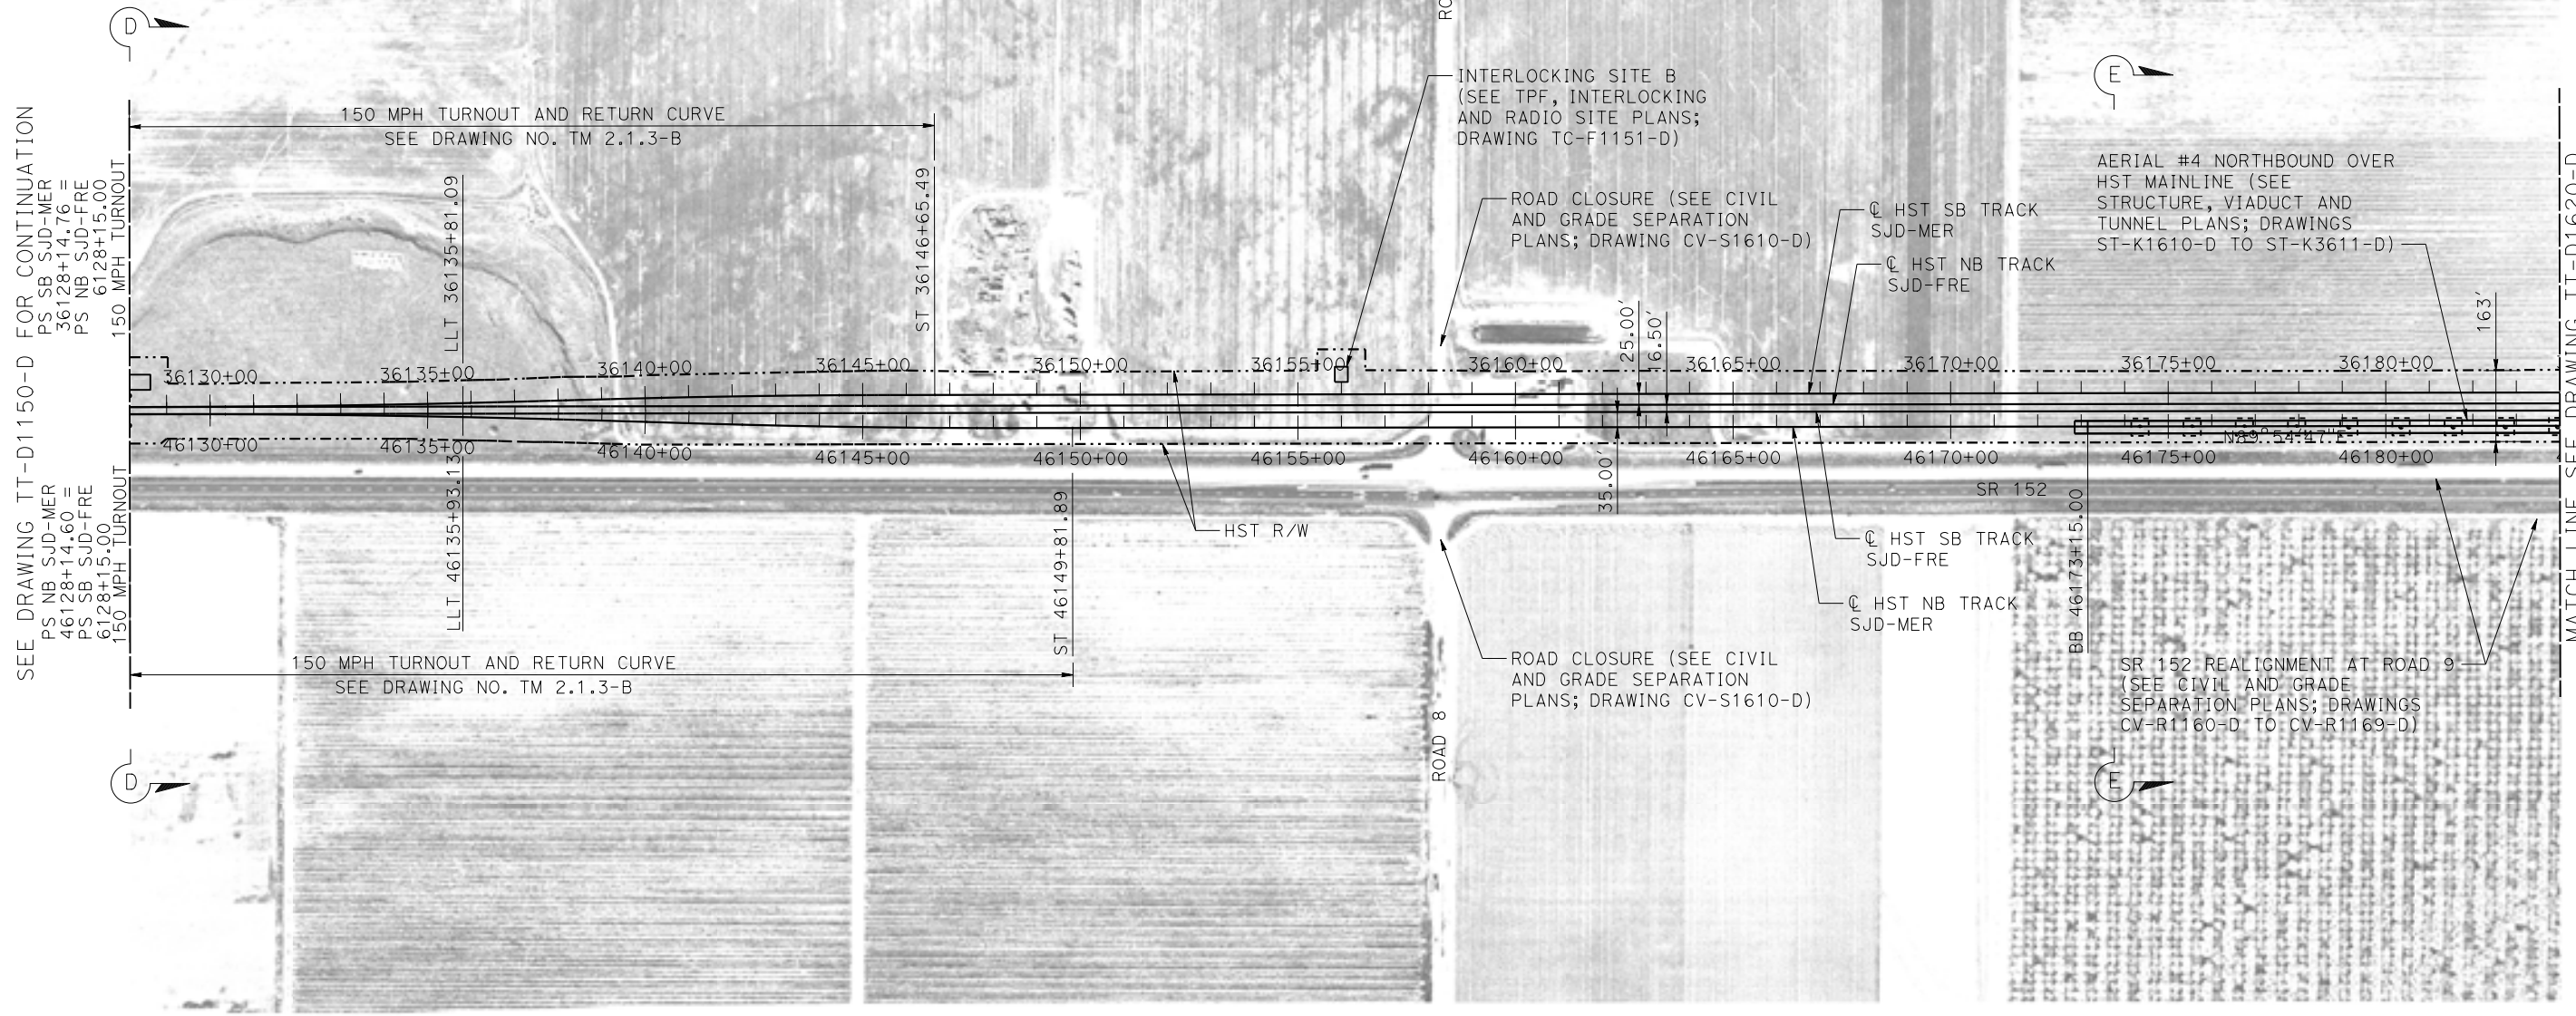 D
SEE DRAWING TT-D1150-D FOR CONTINUATION
PS SB SJD-MER
36128+14.76 =
PS NB SJD-FRE
6128+15.00
150 MPH TURNOUT
PS NB SJD-MER
46128+14.60 =
PS SB SJD-FRE
6128+15.00
150 MPH TURNOUT
150 MPH TURNOUT AND RETURN CURVE
SEE DRAWING NO. TM 2.1.3-B
LLT 36135+81.09
ST 36146+65.49
INTERLOCKING SITE B
(SEE TPF, INTERLOCKING
AND RADIO SITE PLANS;
DRAWING TC-F1151-D)
ROAD CLOSURE (SEE CIVIL
AND GRADE SEPARATION
PLANS; DRAWING CV-S1610-D)
℄ HST SB TRACK
SJD-MER
℄ HST NB TRACK
SJD-FRE
E
AERIAL #4 NORTHBOUND OVER
HST MAINLINE (SEE
STRUCTURE, VIADUCT AND
TUNNEL PLANS; DRAWINGS
ST-K1610-D TO ST-K3611-D)
163'
25.00'
16.50'
36130+00
36135+00
36140+00
36145+00
36150+00
36155+00
36160+00
36165+00
36170+00
36175+00
36180+00
46130+00
46135+00
46140+00
46145+00
46150+00
46155+00
46160+00
46165+00
46170+00
46175+00
46180+00
N89°54'47"E
35.00'
SR 152
LLT 46135+93.13
ST 46149+81.89
HST R/W
℄ HST SB TRACK
SJD-FRE
℄ HST NB TRACK
SJD-MER
BB 46173+15.00
150 MPH TURNOUT AND RETURN CURVE
SEE DRAWING NO. TM 2.1.3-B
ROAD CLOSURE (SEE CIVIL
AND GRADE SEPARATION
PLANS; DRAWING CV-S1610-D)
ROAD 8
SR 152 REALIGNMENT AT ROAD 9
(SEE CIVIL AND GRADE
SEPARATION PLANS; DRAWINGS
CV-R1160-D TO CV-R1169-D)
D
E
MATCH LINE SEE DRAWING TT-D1620-D